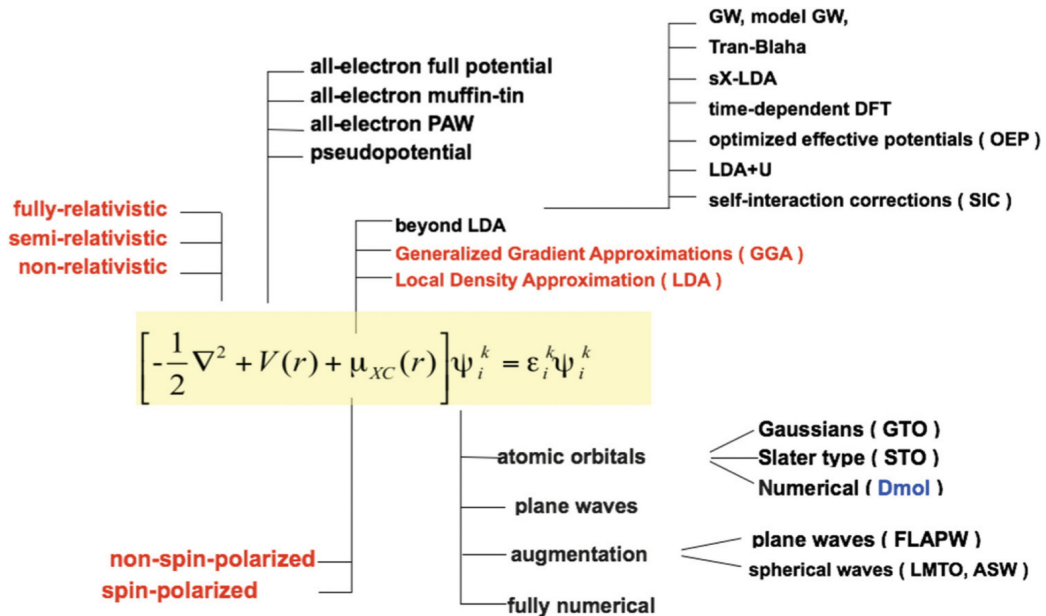 GW, model GW,
Tran-Blaha
sX-LDA
time-dependent DFT
optimized effective potentials ( OEP )
LDA+U
self-interaction corrections ( SIC )
all-electron full potential
all-electron muffin-tin
all-electron PAW
pseudopotential
fully-relativistic
semi-relativistic
non-relativistic
beyond LDA
Generalized Gradient Approximations ( GGA )
Local Density Approximation ( LDA )
[-1/2 ∇² + V(r) + μ_XC(r)]ψ_i^k = ε_i^k ψ_i^k
non-spin-polarized
spin-polarized
atomic orbitals
plane waves
augmentation
fully numerical
Gaussians ( GTO )
Slater type ( STO )
Numerical ( Dmol )
plane waves ( FLAPW )
spherical waves ( LMTO, ASW )